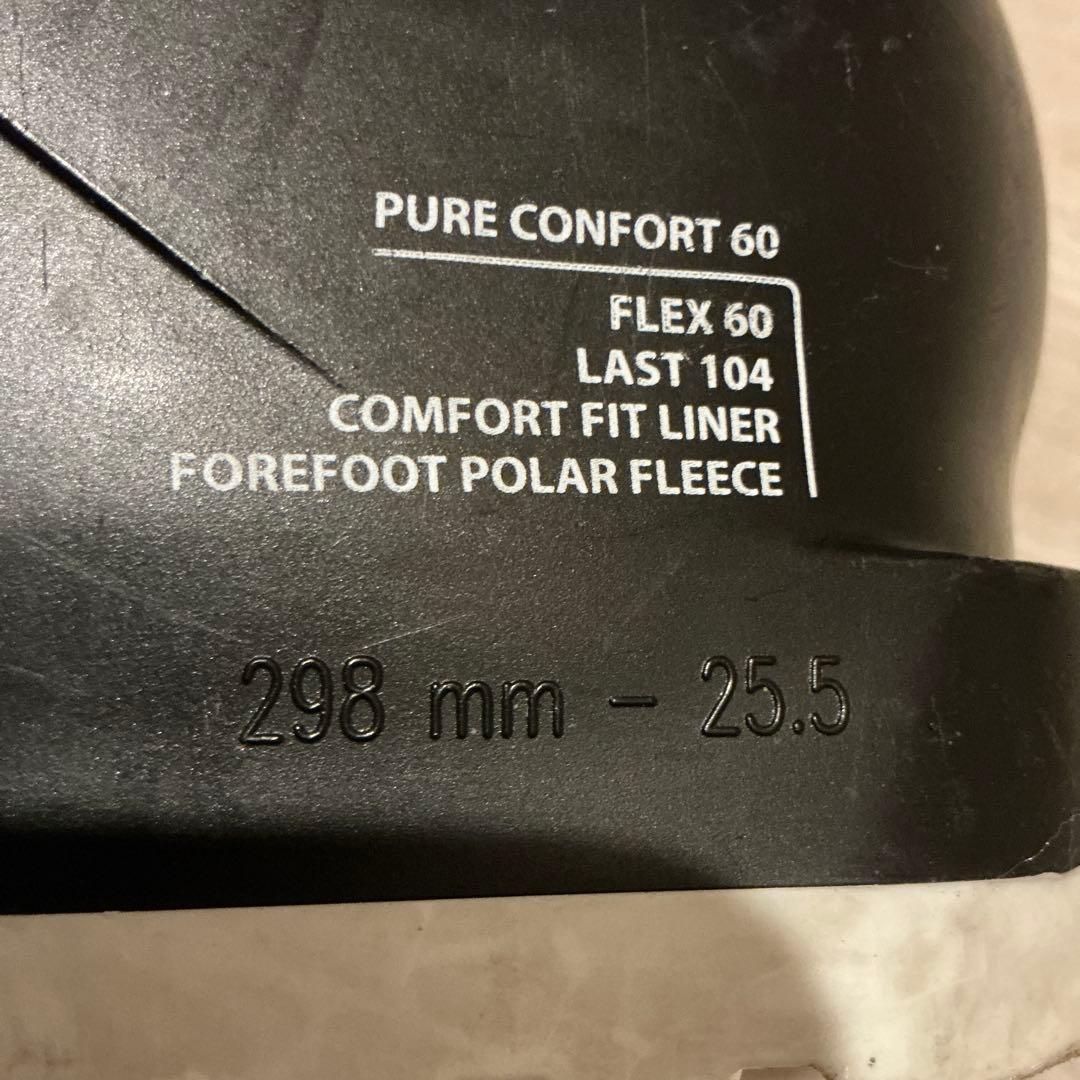 PURE CONFORT 60
FLEX 60
LAST 104
COMFORT FIT LINER
FOREFOOT POLAR FLEECE
298 mm - 25.5